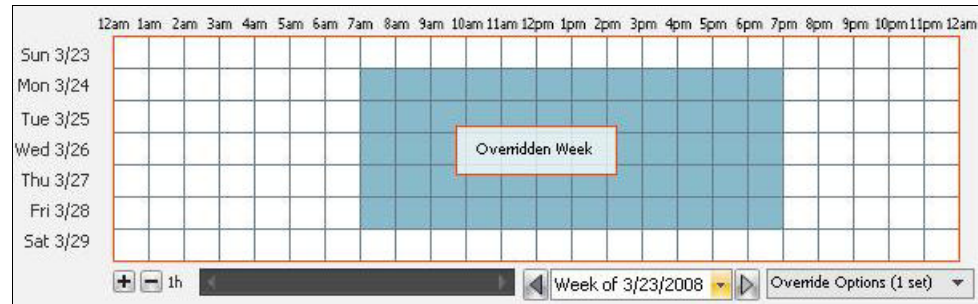 12am 1am 2am 3am 4am 5am 6am 7am 8am 9am 10am 11am 12pm 1pm 2pm 3pm 4pm 5pm 6pm 7pm 8pm 9pm 10pm 11pm 12am
Sun 3/23
Mon 3/24
Tue 3/25
Wed 3/26
Overridden Week
Thu 3/27
Fri 3/28
Sat 3/29
1h Week of 3/23/2008 Override Options (1 set)